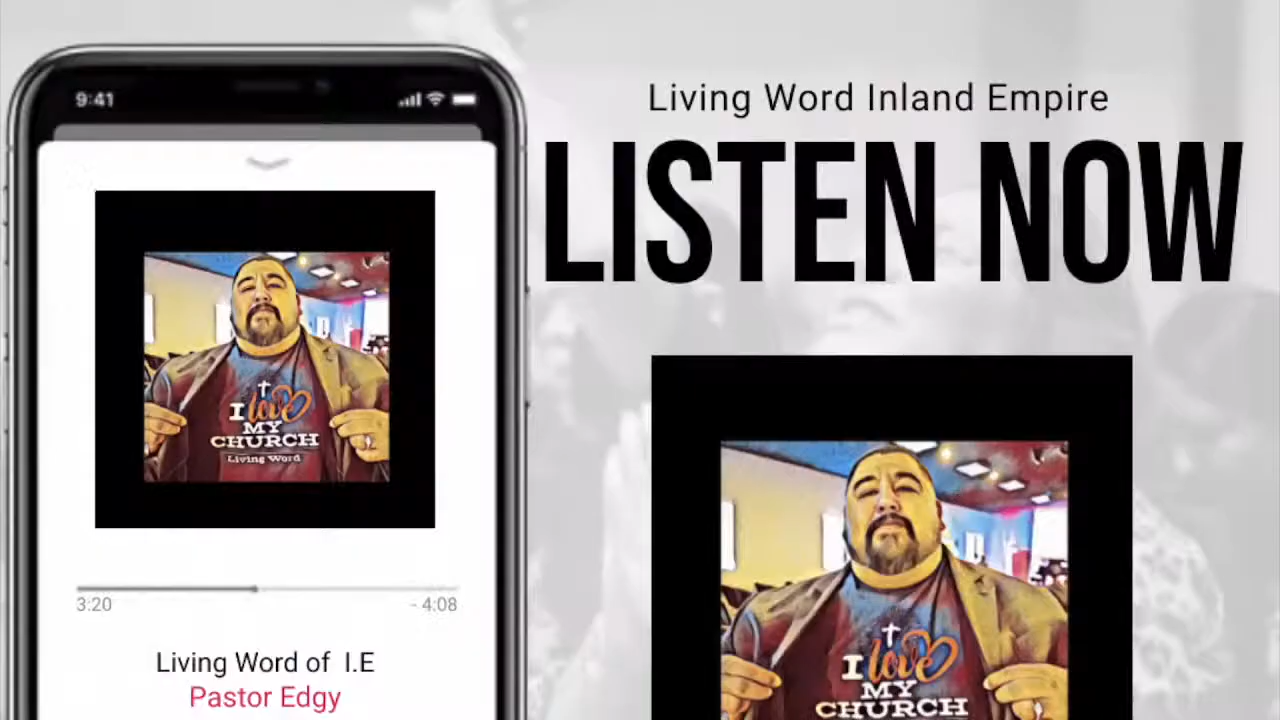 9:41
I love
MY
CHURCH
Living Word
3:20
- 4:08
Living Word of I.E
Pastor Edgy
Living Word Inland Empire
LISTEN NOW
I love
MY
CHURCH